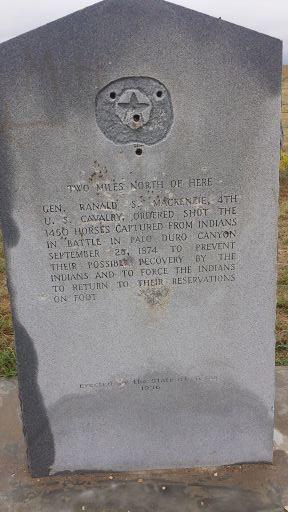 TWO MILES NORTH OF HERE
GEN. RANALD S. MACKENZIE, 4TH
U. S. CAVALRY, ORDERED SHOT THE
1450 HORSES CAPTURED FROM INDIANS
IN BATTLE IN PALO DURO CANYON
SEPTEMBER 28, 1874 TO PREVENT
THEIR POSSIBLE RECOVERY BY THE
INDIANS AND TO FORCE THE INDIANS
TO RETURN TO THEIR RESERVATIONS
ON FOOT
Erected by the State of Texas
1936